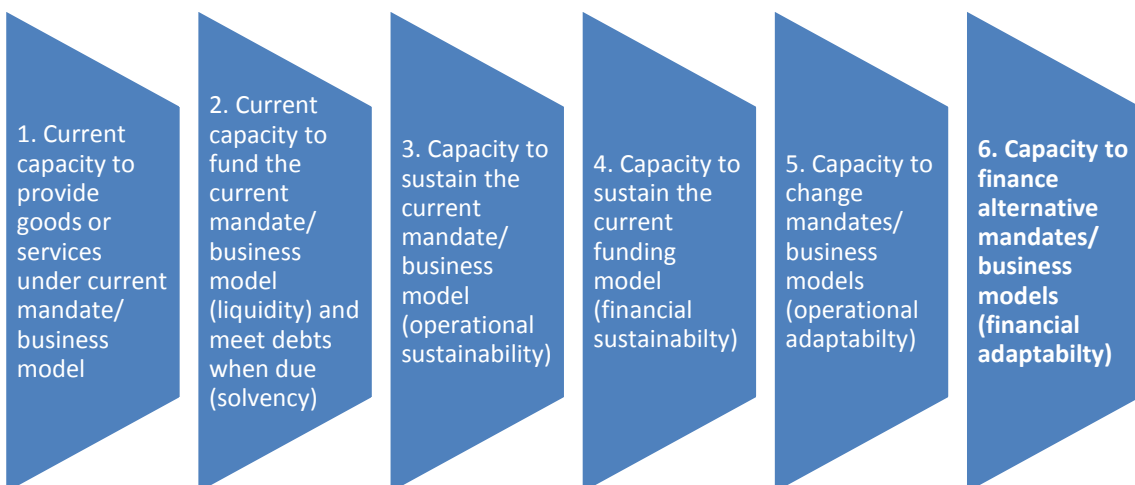 1. Current
capacity to
provide
goods or
services
under current
mandate/
business
model
2. Current
capacity to
fund the
current
mandate/
business
model
(liquidity) and
meet debts
when due
(solvency)
3. Capacity to
sustain the
current
mandate/
business
model
(operational
sustainability)
4. Capacity to
sustain the
current
funding
model
(financial
sustainabilty)
5. Capacity to
change
mandates/
business
models
(operational
adaptabilty)
6. Capacity to
finance
alternative
mandates/
business
models
(financial
adaptabilty)